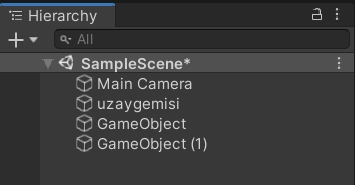 Hierarchy
All
SampleScene*
Main Camera
uzaygemisi
GameObject
GameObject (1)